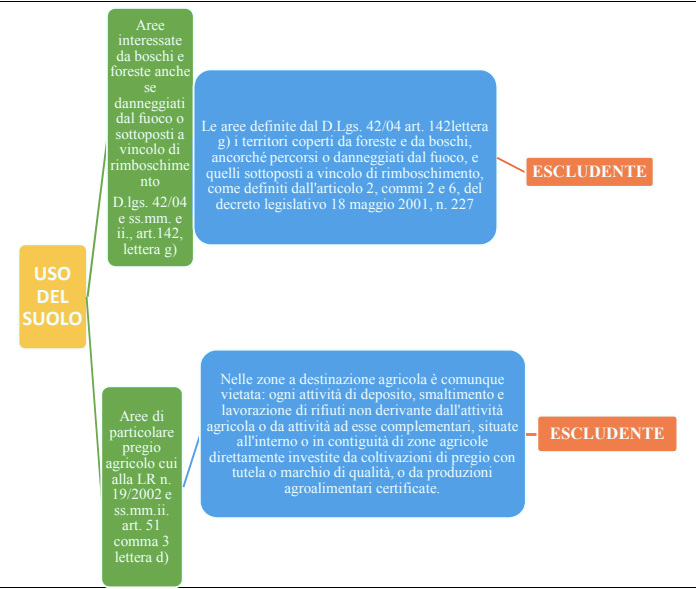 Aree
interessate
da boschi e
foreste anche
se
danneggiati
dal fuoco o
sottoposti a
vincolo di
rimboschime
nto
D.lgs. 42/04
e ss.mm. e
ii., art.142,
lettera g)
Le aree definite dal D.Lgs. 42/04 art. 142lettera
g) i territori coperti da foreste e da boschi,
ancorché percorsi o danneggiati dal fuoco, e
quelli sottoposti a vincolo di rimboschimento,
come definiti dall'articolo 2, commi 2 e 6, del
decreto legislativo 18 maggio 2001, n. 227
ESCLUDENTE
USO
DEL
SUOLO
Aree di
particolare
pregio
agricolo cui
alla LR n.
19/2002 e
ss.mm.ii.
art. 51
comma 3
lettera d)
Nelle zone a destinazione agricola è comunque
vietata: ogni attività di deposito, smaltimento e
lavorazione di rifiuti non derivante dall'attività
agricola o da attività ad esse complementari, situate
all'interno o in contiguità di zone agricole
direttamente investite da coltivazioni di pregio con
tutela o marchio di qualità, o da produzioni
agroalimentari certificate.
ESCLUDENTE